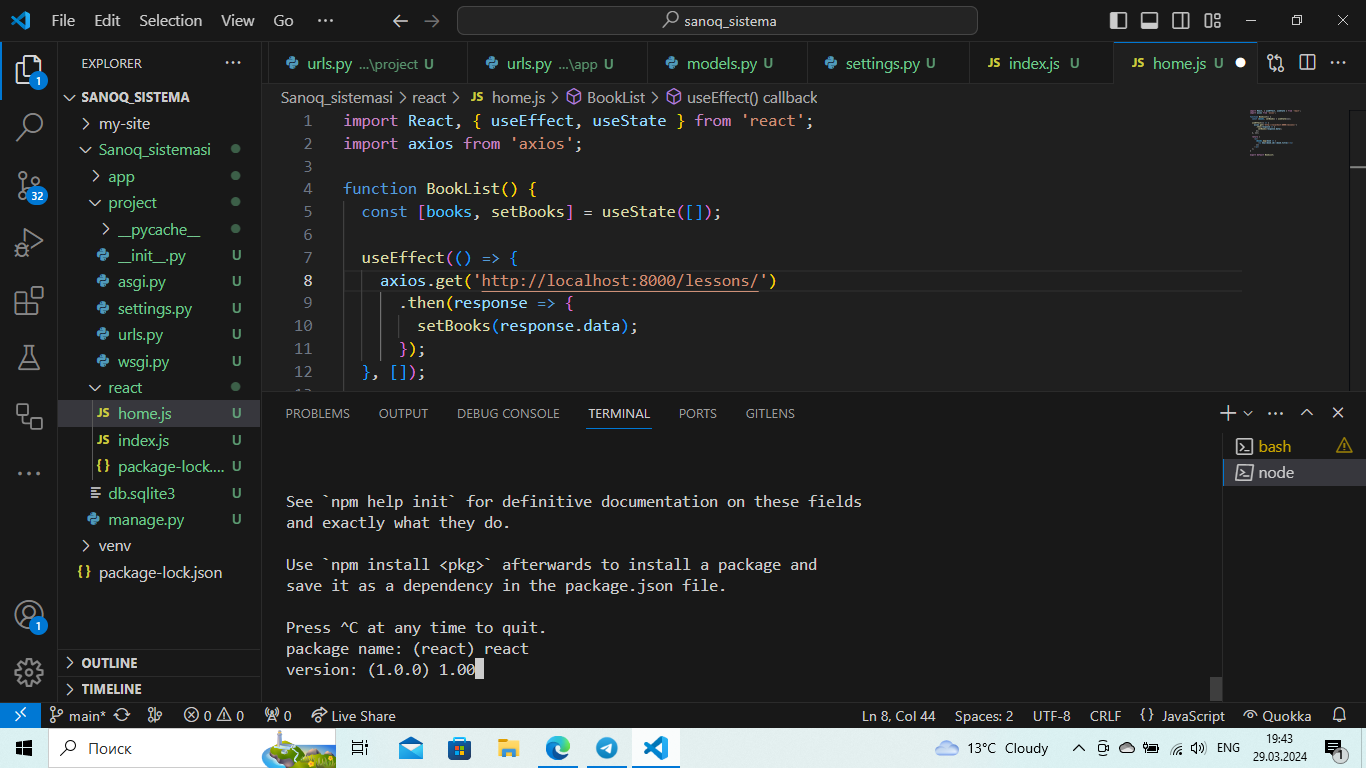 File Edit Selection View Go ··· sanoq_sistema
EXPLORER ···
SANOQ_SISTEMA
my-site
Sanoq_sistemasi
app
project
__pycache__
__init__.py U
asgi.py U
settings.py U
urls.py U
wsgi.py U
react
JS home.js U
JS index.js U
{} package-lock.... U
db.sqlite3 U
manage.py U
venv
{} package-lock.json
OUTLINE
TIMELINE
1
32
1
urls.py ...\project U urls.py ...\app U models.py U settings.py U JS index.js U JS home.js U
Sanoq_sistemasi > react > JS home.js > BookList > useEffect() callback
1 import React, { useEffect, useState } from 'react';
2 import axios from 'axios';
3
4 function BookList() {
5 const [books, setBooks] = useState([]);
6
7 useEffect(() => {
8 axios.get('http://localhost:8000/lessons/')
9 .then(response => {
10 setBooks(response.data);
11 });
12 }, []);
PROBLEMS OUTPUT DEBUG CONSOLE TERMINAL PORTS GITLENS
bash
node
See `npm help init` for definitive documentation on these fields
and exactly what they do.
Use `npm install <pkg>` afterwards to install a package and
save it as a dependency in the package.json file.
Press ^C at any time to quit.
package name: (react) react
version: (1.0.0) 1.00
main* 0 0 0 Live Share Ln 8, Col 44 Spaces: 2 UTF-8 CRLF {} JavaScript Quokka
Поиск 13°C Cloudy ENG 19:43
29.03.2024 1